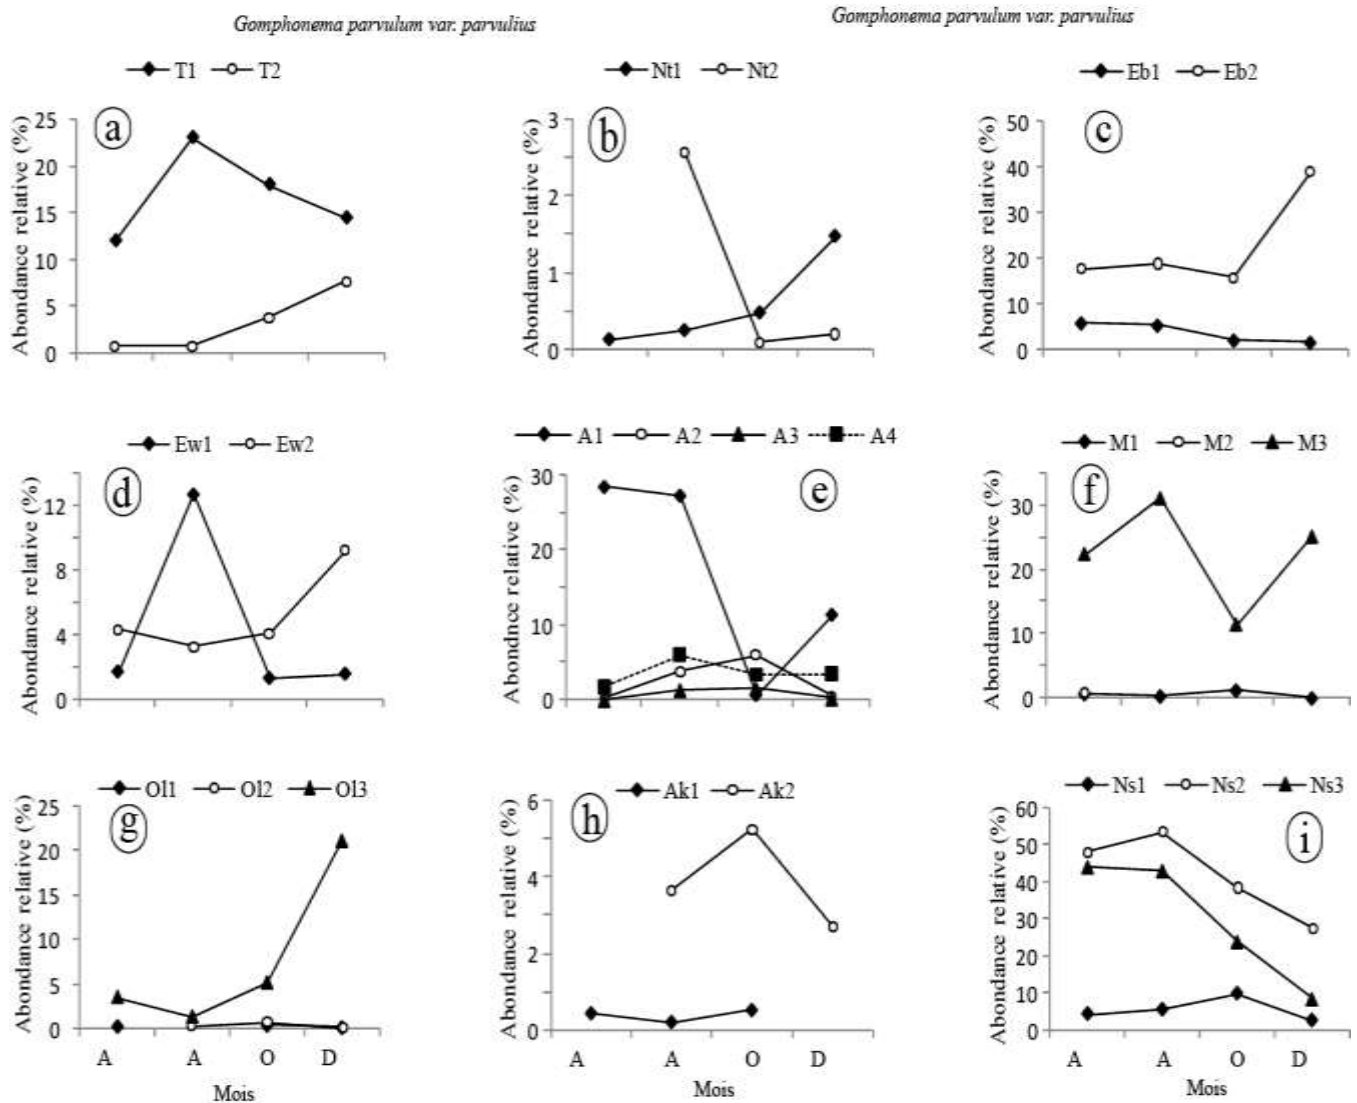 Gomphonema parvulum var. parvulius
Gomphonema parvulum var. parvulius
T1 T2
a
Abondance relative (%)
25
20
15
10
5
0
Nt1 Nt2
b
Abondance relative (%)
3
2
1
0
Eb1 Eb2
c
Abondance relative (%)
50
40
30
20
10
0
Ew1 Ew2
d
Abondance relative (%)
12
8
4
0
A1 A2 A3 A4
e
Abondnce relative (%)
30
20
10
0
M1 M2 M3
f
Abondance relative (%)
30
20
10
0
Ol1 Ol2 Ol3
g
Abondance relative (%)
25
20
15
10
5
0
A A O D
Mois
Ak1 Ak2
h
Abondance relative (%)
6
4
2
0
A A O D
Mois
Ns1 Ns2 Ns3
i
Abondance relative (%)
60
50
40
30
20
10
0
A A O D
Mois